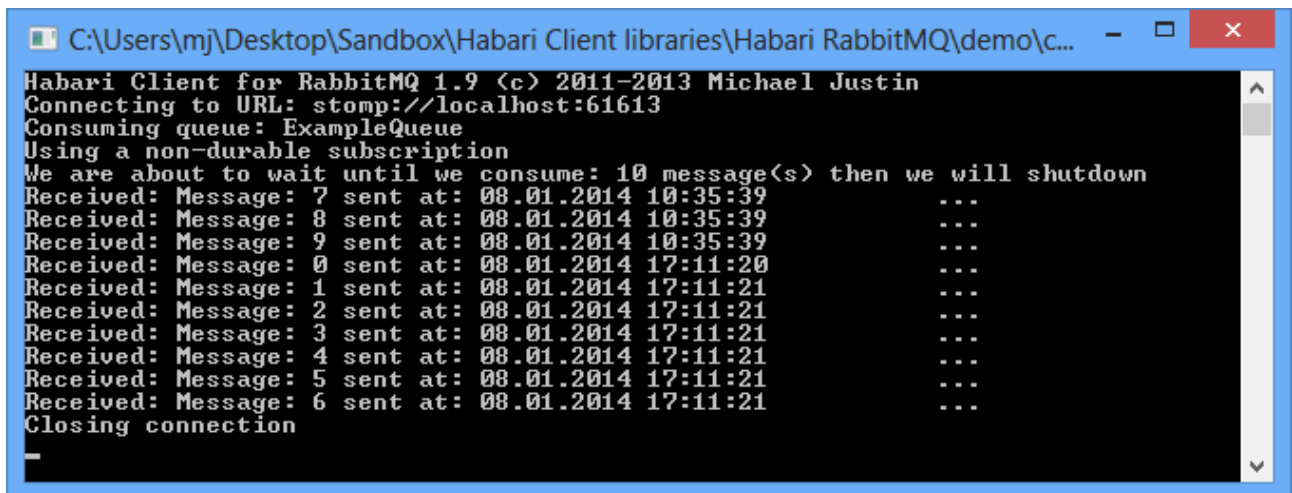 C:\Users\mj\Desktop\Sandbox\Habari Client libraries\Habari RabbitMQ\demo\c...
Habari Client for RabbitMQ 1.9 (c) 2011-2013 Michael Justin
Connecting to URL: stomp://localhost:61613
Consuming queue: ExampleQueue
Using a non-durable subscription
We are about to wait until we consume: 10 message(s) then we will shutdown
Received: Message: 7 sent at: 08.01.2014 10:35:39 ...
Received: Message: 8 sent at: 08.01.2014 10:35:39 ...
Received: Message: 9 sent at: 08.01.2014 10:35:39 ...
Received: Message: 0 sent at: 08.01.2014 17:11:20 ...
Received: Message: 1 sent at: 08.01.2014 17:11:21 ...
Received: Message: 2 sent at: 08.01.2014 17:11:21 ...
Received: Message: 3 sent at: 08.01.2014 17:11:21 ...
Received: Message: 4 sent at: 08.01.2014 17:11:21 ...
Received: Message: 5 sent at: 08.01.2014 17:11:21 ...
Received: Message: 6 sent at: 08.01.2014 17:11:21 ...
Closing connection